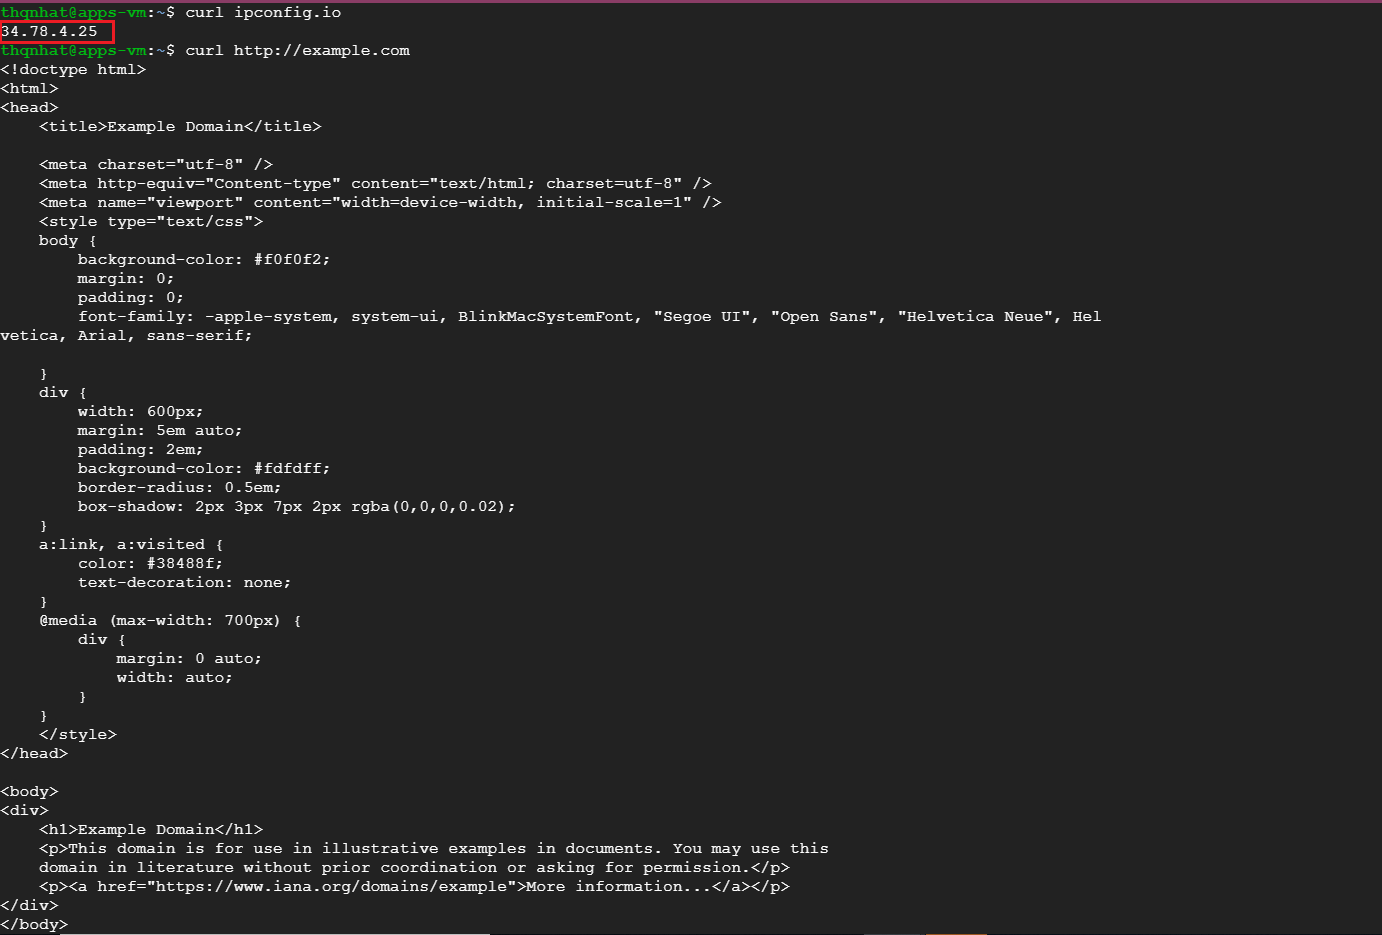 thqnhat@apps-vm:~$ curl ipconfig.io
34.78.4.25
thqnhat@apps-vm:~$ curl http://example.com
<!doctype html>
<html>
<head>
    <title>Example Domain</title>

    <meta charset="utf-8" />
    <meta http-equiv="Content-type" content="text/html; charset=utf-8" />
    <meta name="viewport" content="width=device-width, initial-scale=1" />
    <style type="text/css">
    body {
        background-color: #f0f0f2;
        margin: 0;
        padding: 0;
        font-family: -apple-system, system-ui, BlinkMacSystemFont, "Segoe UI", "Open Sans", "Helvetica Neue", Hel
vetica, Arial, sans-serif;

    }
    div {
        width: 600px;
        margin: 5em auto;
        padding: 2em;
        background-color: #fdfdff;
        border-radius: 0.5em;
        box-shadow: 2px 3px 7px 2px rgba(0,0,0,0.02);
    }
    a:link, a:visited {
        color: #38488f;
        text-decoration: none;
    }
    @media (max-width: 700px) {
        div {
            margin: 0 auto;
            width: auto;
        }
    }
    </style>
</head>

<body>
<div>
    <h1>Example Domain</h1>
    <p>This domain is for use in illustrative examples in documents. You may use this
    domain in literature without prior coordination or asking for permission.</p>
    <p><a href="https://www.iana.org/domains/example">More information...</a></p>
</div>
</body>